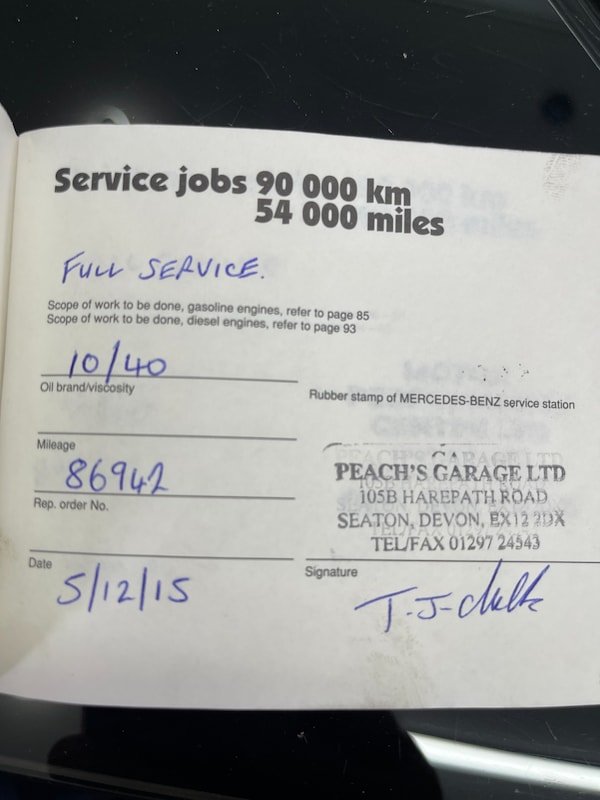 Service jobs 90 000 km
54 000 miles
FULL SERVICE.
Scope of work to be done, gasoline engines, refer to page 85
Scope of work to be done, diesel engines, refer to page 93
10/40
Oil brand/viscosity
Rubber stamp of MERCEDES-BENZ service station
Mileage
86942
PEACH'S GARAGE LTD
105B HAREPATH ROAD
SEATON, DEVON, EX12 2DX
TEL/FAX 01297 24543
Rep. order No.
Date
5/12/15
Signature
T.J.